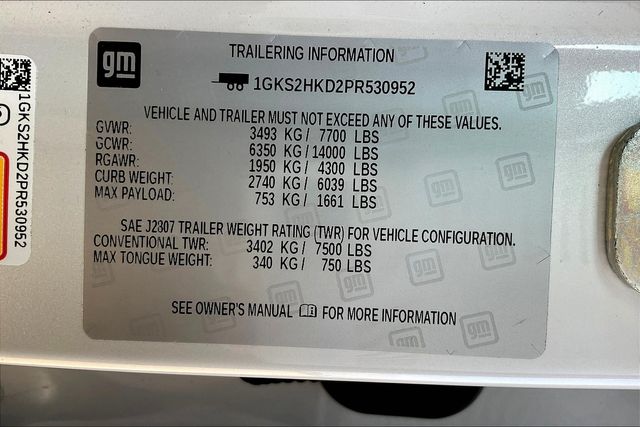 gm
TRAILERING INFORMATION
1GKS2HKD2PR530952
VEHICLE AND TRAILER MUST NOT EXCEED ANY OF THESE VALUES.
GVWR: 3493 KG / 7700 LBS
GCWR: 6350 KG / 14000 LBS
RGAWR: 1950 KG / 4300 LBS
CURB WEIGHT: 2740 KG / 6039 LBS
MAX PAYLOAD: 753 KG / 1661 LBS
SAE J2307 TRAILER WEIGHT RATING (TWR) FOR VEHICLE CONFIGURATION.
CONVENTIONAL TWR: 3402 KG / 7500 LBS
MAX TONGUE WEIGHT: 340 KG / 750 LBS
SEE OWNER'S MANUAL FOR MORE INFORMATION
1GKS2HKD2PR530952